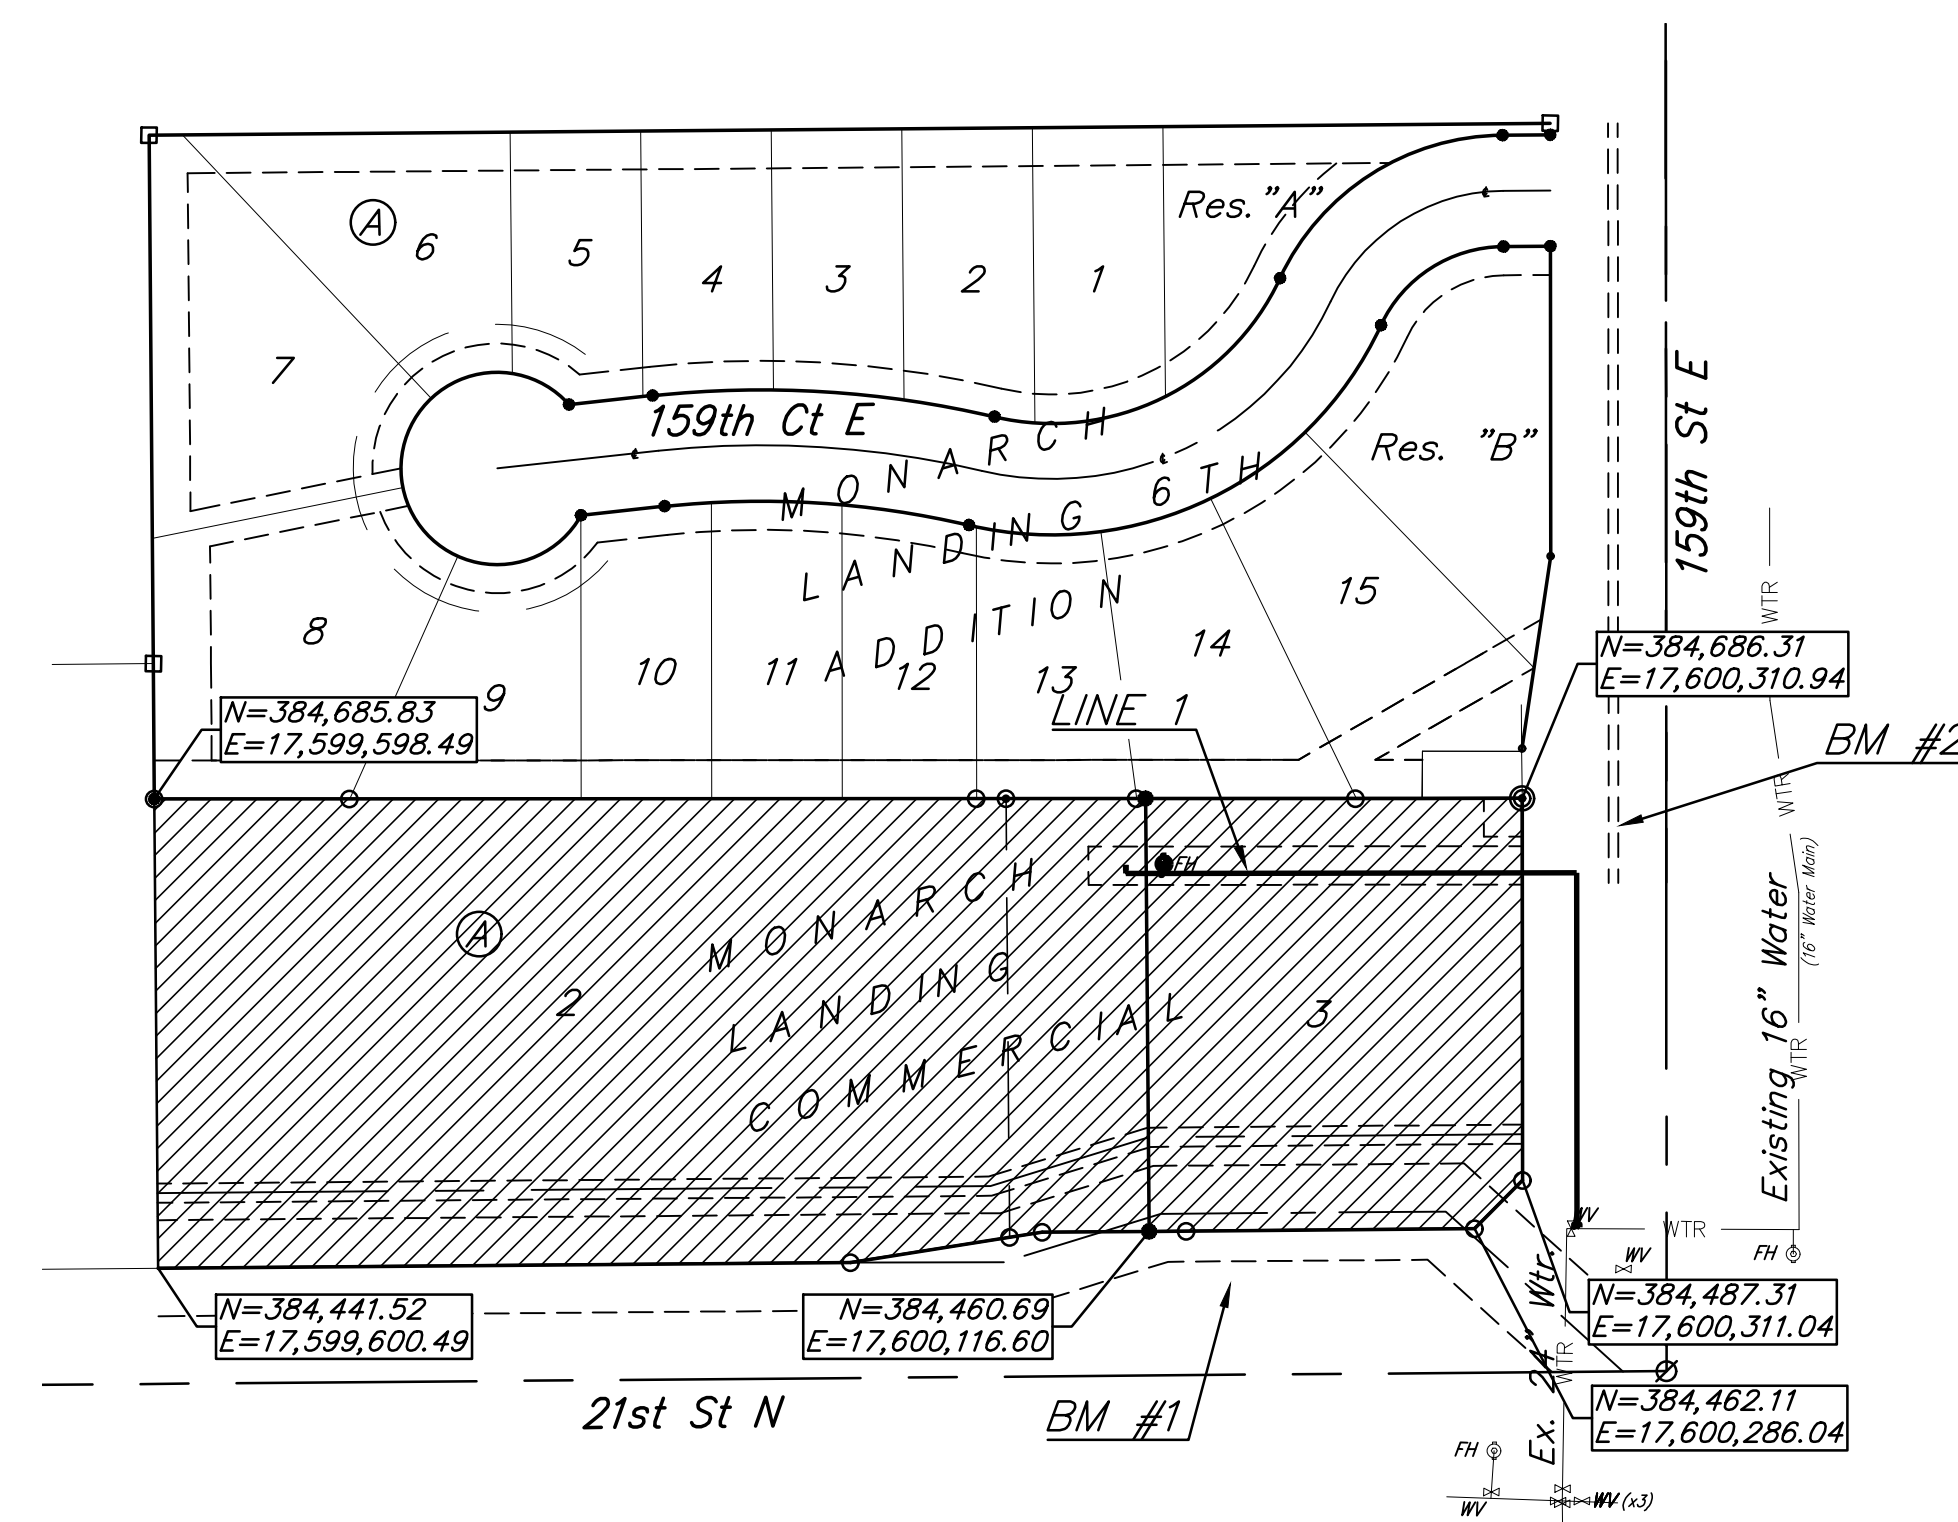 Res. "A"
A
6
5
4
3
2
1
7
159th Ct E
Res. "B"
159th St E
MONARCH
LANDING 6TH
ADDITION
8
9
10
11
12
13
14
15
WTR
N=384,686.31
E=17,600,310.94
N=384,685.83
E=17,599,598.49
LINE 1
BM #2
WTR
FH
A
2
3
MONARCH
LANDING
COMMERCIAL
Existing 16" Water
(16" Water Main)
WTR
WV
WTR
FH
WV
Ex. 24" Wtr.
WTR
N=384,441.52
E=17,599,600.49
N=384,460.69
E=17,600,116.60
N=384,487.31
E=17,600,311.04
N=384,462.11
E=17,600,286.04
21st St N
BM #1
FH
WV
WV (x3)